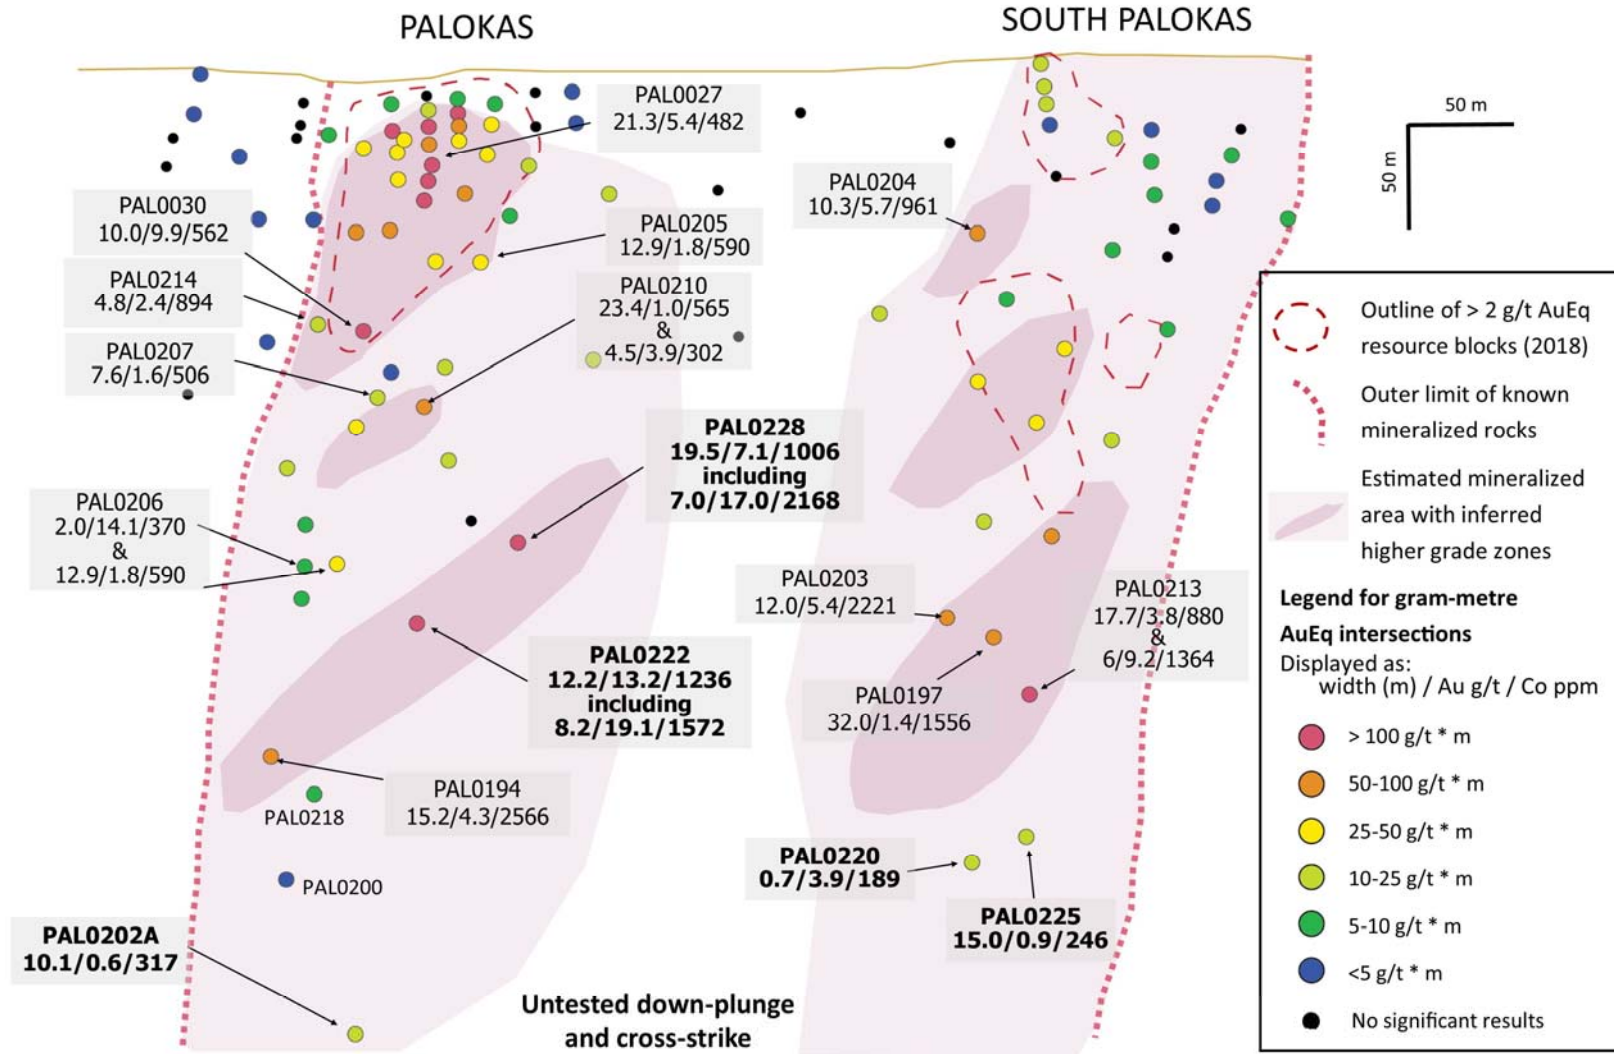 PALOKAS
SOUTH PALOKAS
PAL0027
21.3/5.4/482
50 m
50 m
PAL0204
10.3/5.7/961
PAL0030
10.0/9.9/562
PAL0205
12.9/1.8/590
PAL0214
4.8/2.4/894
PAL0210
23.4/1.0/565
&
4.5/3.9/302
PAL0207
7.6/1.6/506
PAL0228
19.5/7.1/1006
including
7.0/17.0/2168
PAL0206
2.0/14.1/370
&
12.9/1.8/590
PAL0203
12.0/5.4/2221
PAL0213
17.7/3.8/880
&
6/9.2/1364
PAL0222
12.2/13.2/1236
including
8.2/19.1/1572
PAL0197
32.0/1.4/1556
PAL0194
15.2/4.3/2566
PAL0218
PAL0200
PAL0220
0.7/3.9/189
PAL0225
15.0/0.9/246
PAL0202A
10.1/0.6/317
Untested down-plunge
and cross-strike
Outline of > 2 g/t AuEq
resource blocks (2018)
Outer limit of known
mineralized rocks
Estimated mineralized
area with inferred
higher grade zones
Legend for gram-metre
AuEq intersections
Displayed as:
width (m) / Au g/t / Co ppm
> 100 g/t * m
50-100 g/t * m
25-50 g/t * m
10-25 g/t * m
5-10 g/t * m
<5 g/t * m
No significant results